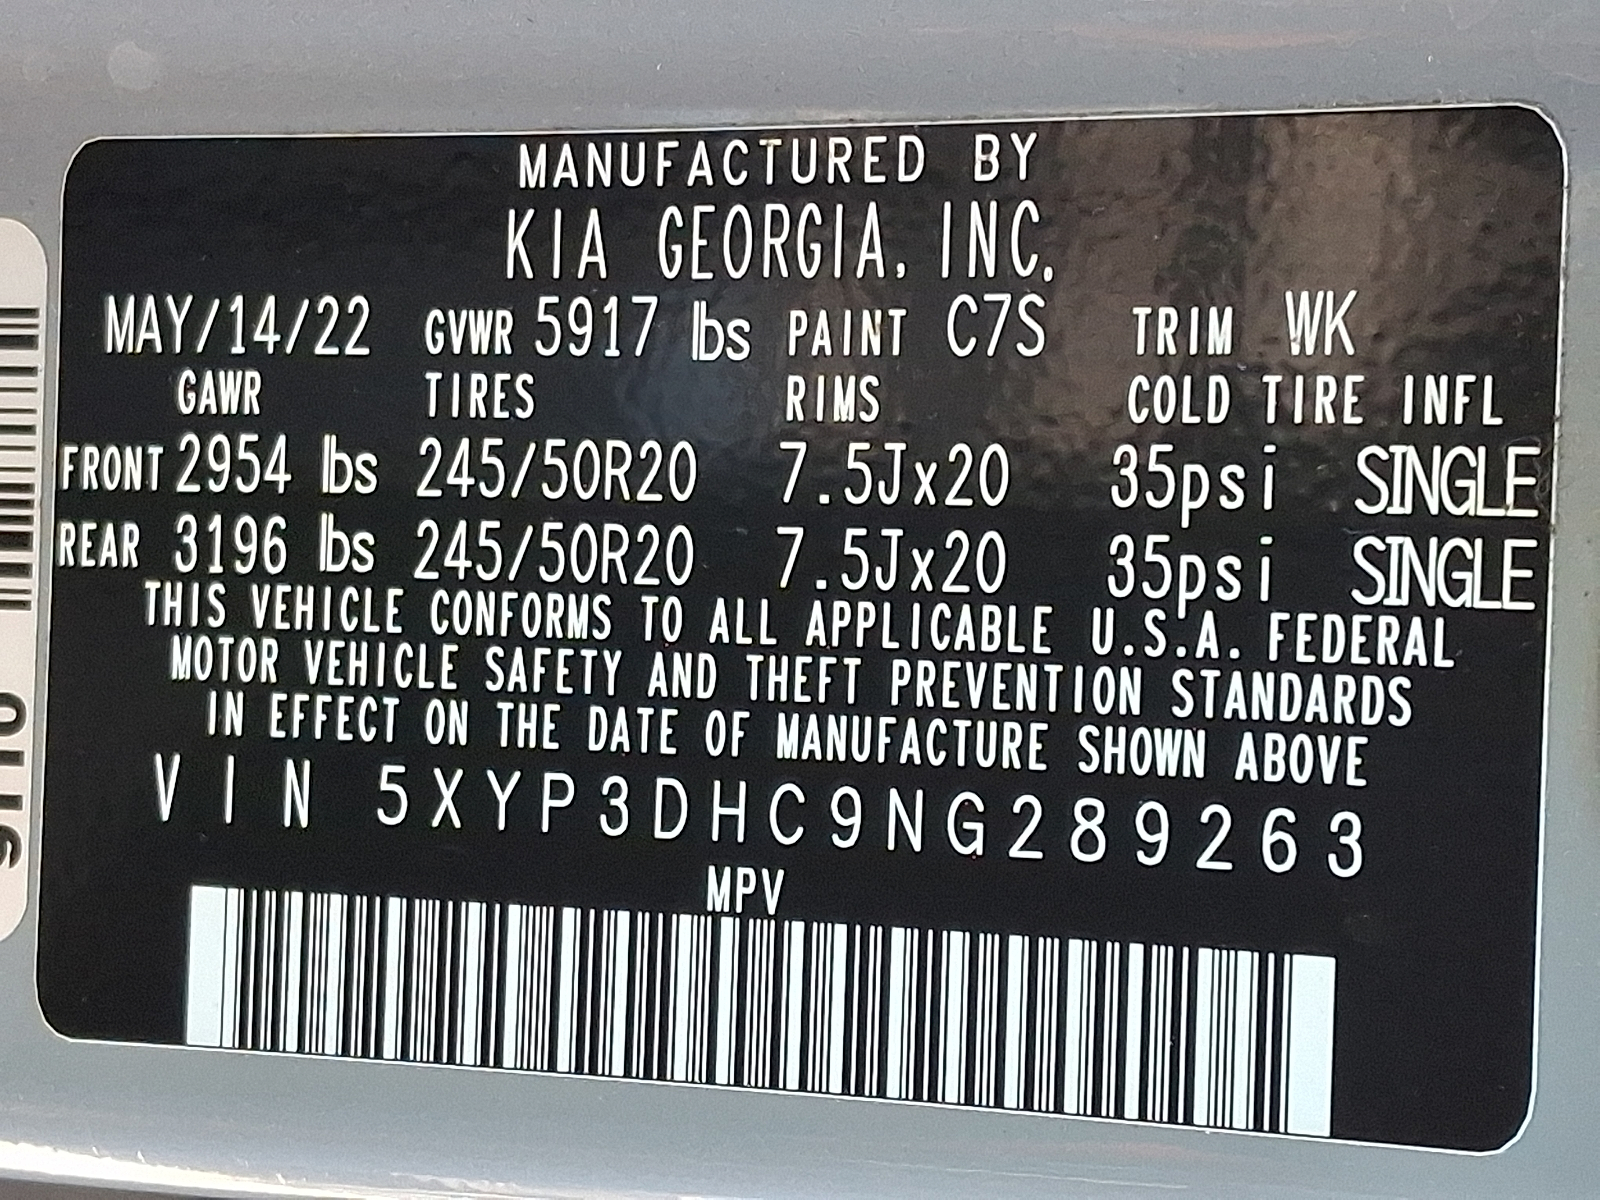 MANUFACTURED BY
KIA GEORGIA, INC.
MAY/14/22 GVWR 5917 lbs PAINT C7S TRIM WK
GAWR TIRES RIMS COLD TIRE INFL
FRONT 2954 lbs 245/50R20 7.5Jx20 35psi SINGLE
REAR 3196 lbs 245/50R20 7.5Jx20 35psi SINGLE
THIS VEHICLE CONFORMS TO ALL APPLICABLE U.S.A. FEDERAL
MOTOR VEHICLE SAFETY AND THEFT PREVENTION STANDARDS
IN EFFECT ON THE DATE OF MANUFACTURE SHOWN ABOVE
VIN 5XYP3DHC9NG289263
MPV